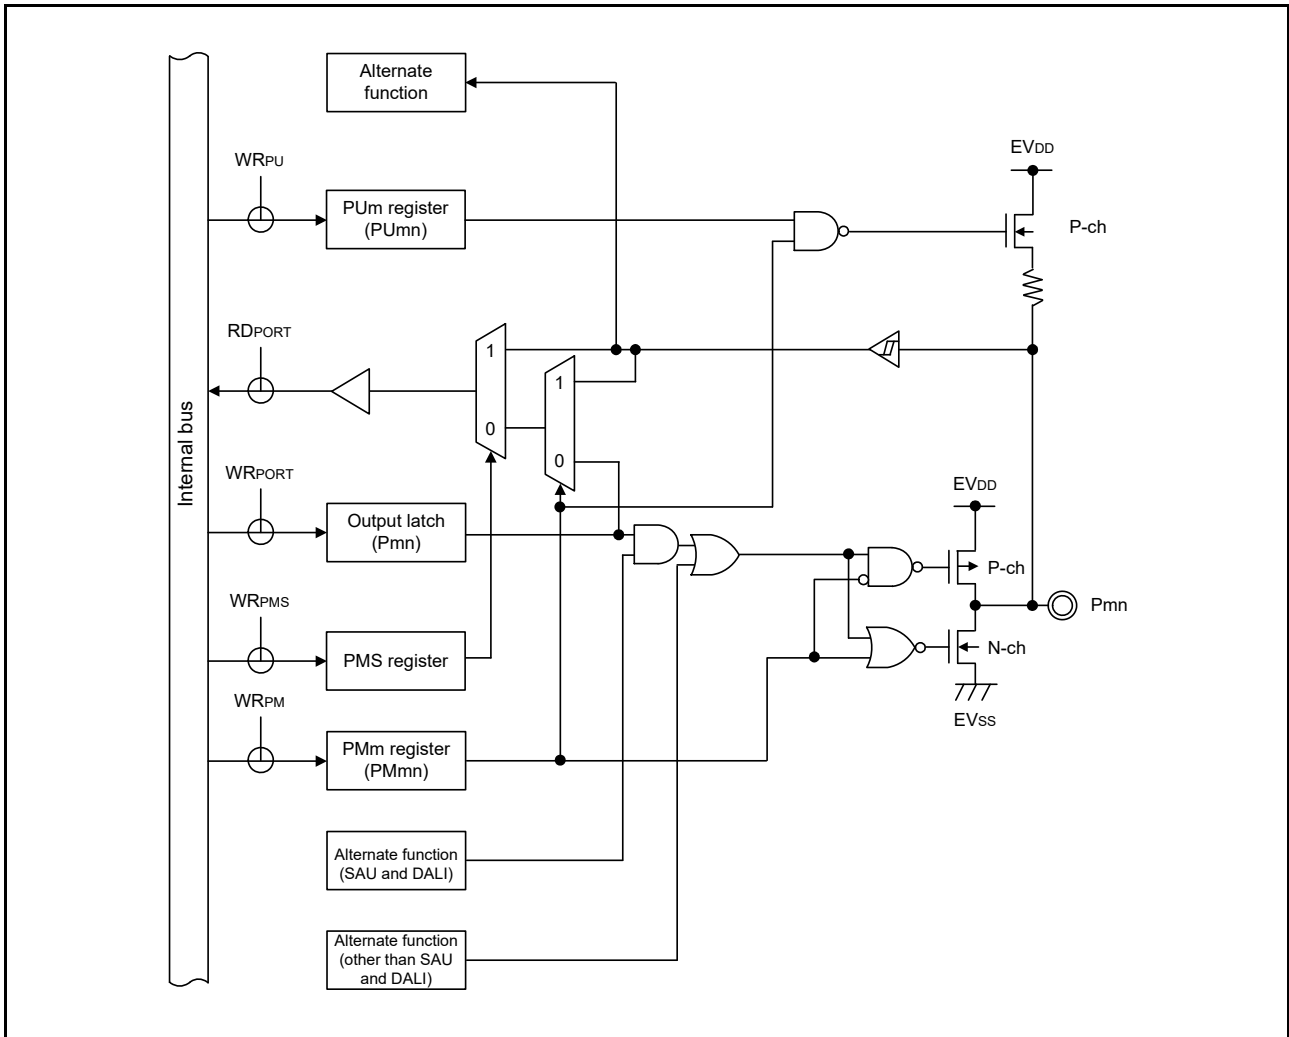 Alternate
function
EVDD
WRPU
PUm register
(PUmn)
P-ch
RDPORT
1
1
0
0
Internal bus
WRPORT
EVDD
Output latch
(Pmn)
P-ch
WRPMS
Pmn
PMS register
N-ch
WRPM
EVSS
PMm register
(PMmn)
Alternate function
(SAU and DALI)
Alternate function
(other than SAU
and DALI)